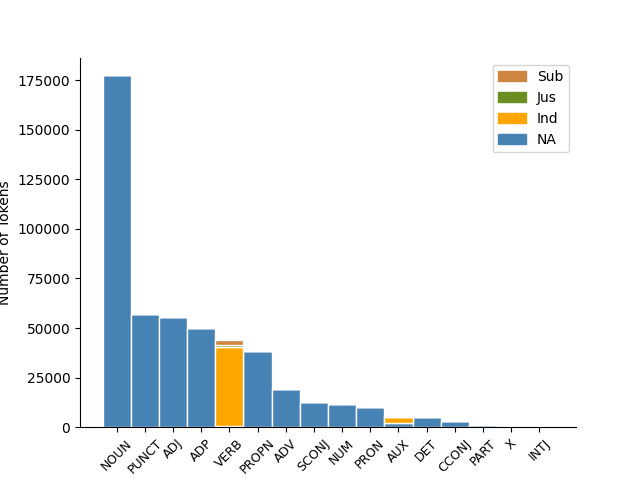 Sub
Jus
Ind
NA
175000
150000
125000
100000
75000
50000
25000
0
Number of Tokens
NOUN
PUNCT
ADJ
ADP
VERB
PROPN
ADV
SCONJ
NUM
PRON
AUX
DET
CCONJ
PART
X
INTJ